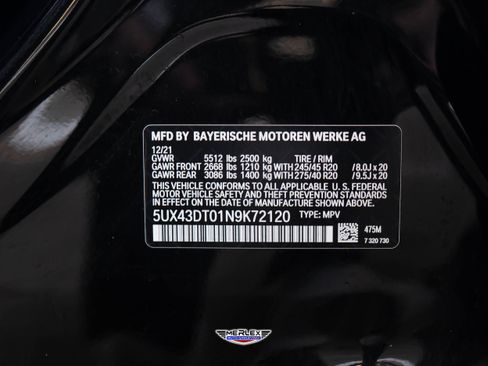 MFD BY BAYERISCHE MOTOREN WERKE AG
12/21
GVWR 5512 lbs 2500 kg TIRE / RIM
GAWR FRONT 2668 lbs 1210 kg 245/45 R20 /8.0J x 20
GAWR REAR 3086 lbs 1400 kg 275/40 R20 /9.5J x 20
THIS VEHICLE CONFORMS TO ALL APPLICABLE U. S. FEDERAL
MOTOR VEHICLE SAFETY AND THEFT PREVENTION STANDARDS
IN EFFECT ON THE DATE OF MANUFACTURE SHOWN ABOVE.
5UX43DT01N9K72120 TYPE: MPV
475M
7 320 730
MERLEX